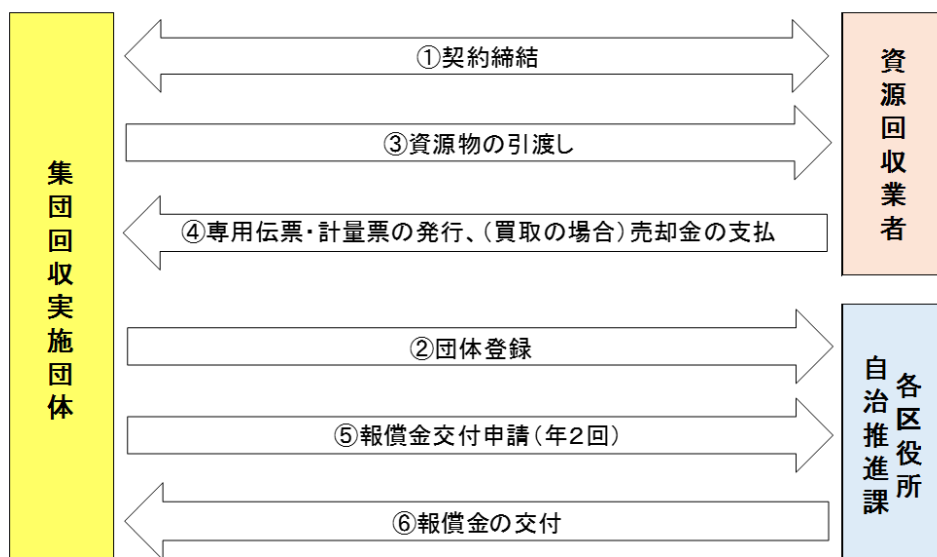 集団回収実施団体
①契約締結
③資源物の引渡し
④専用伝票・計量票の発行、（買取の場合）売却金の支払
資源回収業者
②団体登録
⑤報償金交付申請（年２回）
⑥報償金の交付
各区役所
自治推進課